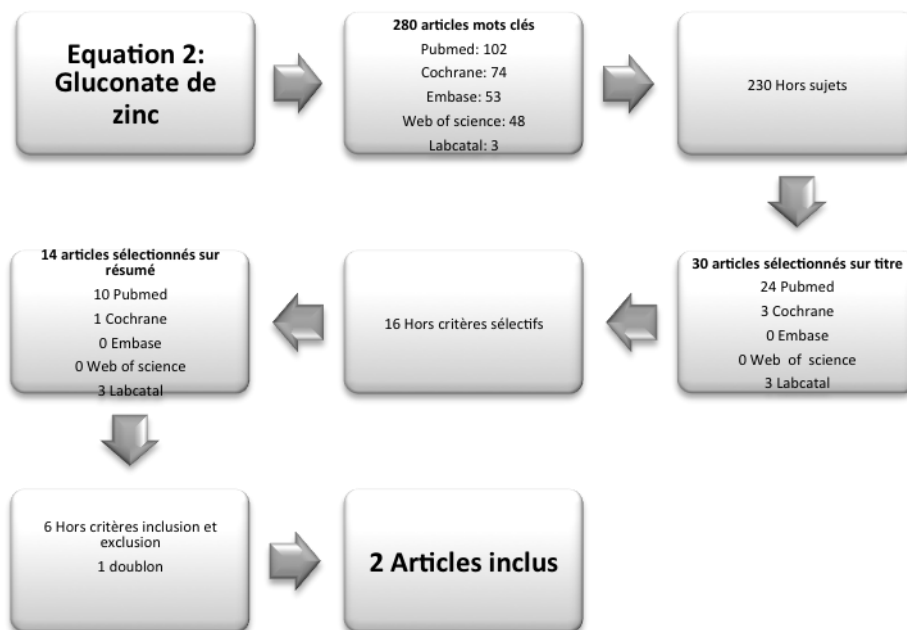 Equation 2:
Gluconate de
zinc
280 articles mots clés
Pubmed: 102
Cochrane: 74
Embase: 53
Web of science: 48
Labcatal: 3
230 Hors sujets
30 articles sélectionnés sur titre
24 Pubmed
3 Cochrane
0 Embase
0 Web of science
3 Labcatal
16 Hors critères sélectifs
14 articles sélectionnés sur
résumé
10 Pubmed
1 Cochrane
0 Embase
0 Web of science
3 Labcatal
6 Hors critères inclusion et
exclusion
1 doublon
2 Articles inclus